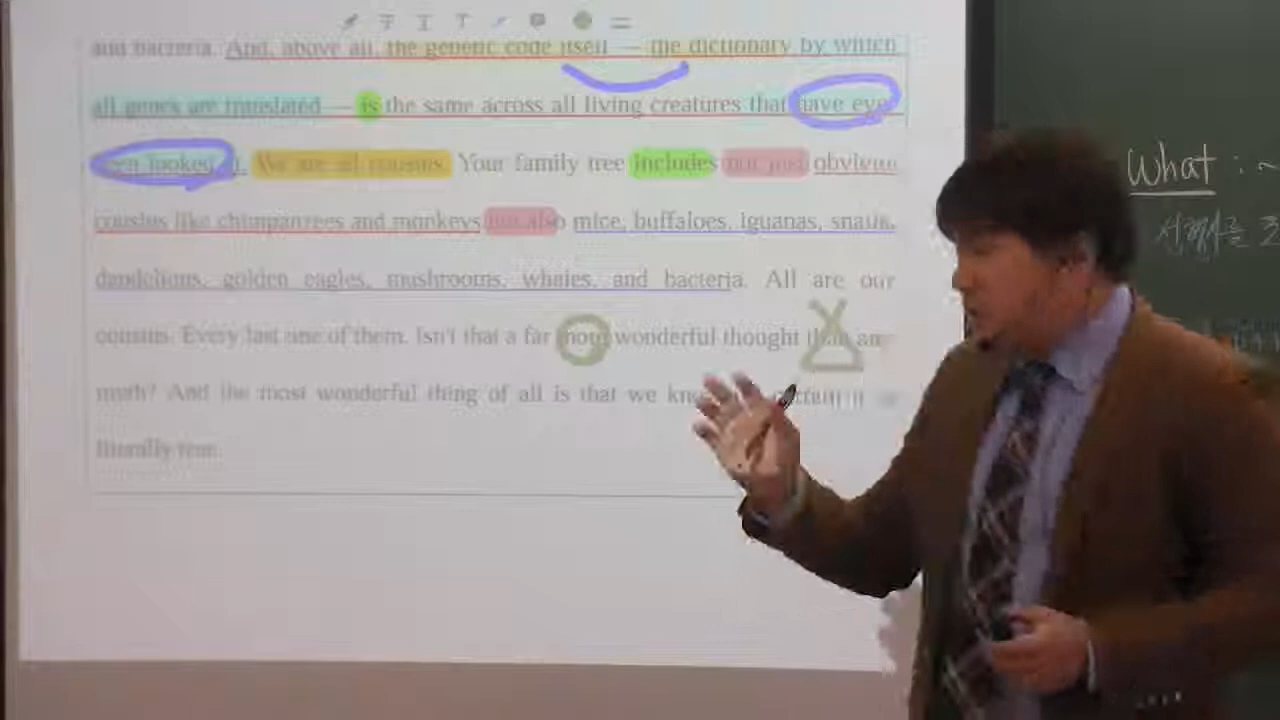 and bacteria. And, above all, the genetic code itself — the dictionary by which
all genes are translated — is the same across all living creatures that have eve
been looked at. We are all cousins. Your family tree includes not just obvious
cousins like chimpanzees and monkeys but also mice, buffaloes, iguanas, snails,
dandelions, golden eagles, mushrooms, whales, and bacteria. All are our
cousins. Every last one of them. Isn't that a far more wonderful thought than any
myth? And the most wonderful thing of all is that we
literally true.
What : ~